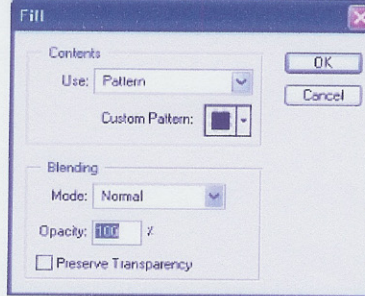 Fill
Contents
Use: Pattern
Custom Pattern:
OK
Cancel
Blending
Mode: Normal
Opacity: 100 %
Preserve Transparency